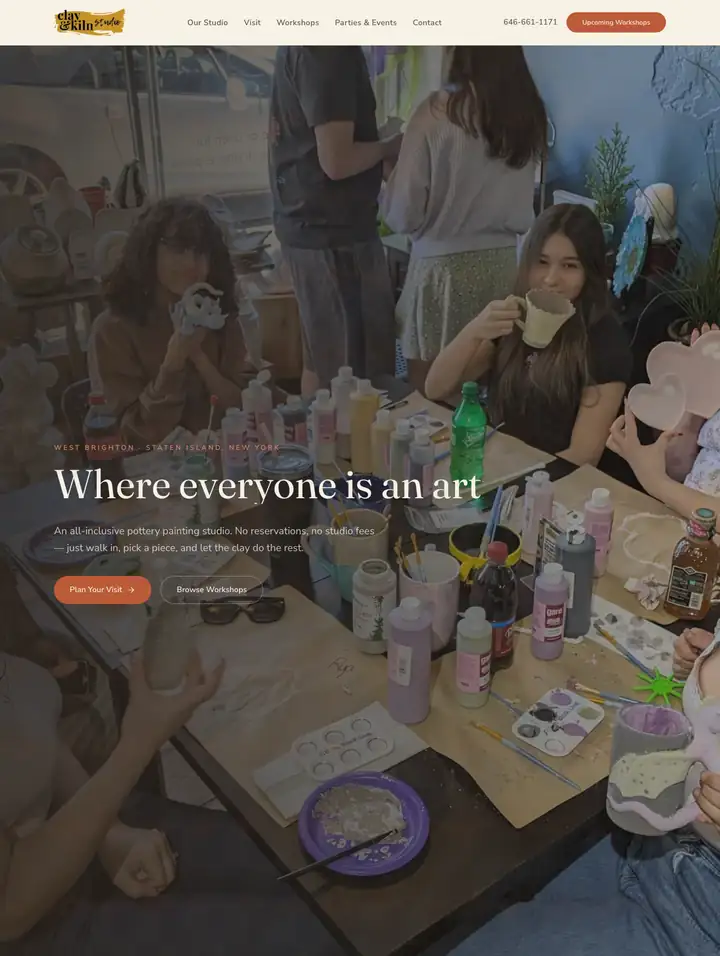 clay
&kiln studio
Our Studio
Visit
Workshops
Parties & Events
Contact
646-661-1171
Upcoming Workshops
WEST BRIGHTON · STATEN ISLAND, NEW YORK
Where everyone is an art
An all-inclusive pottery painting studio. No reservations, no studio fees
— just walk in, pick a piece, and let the clay do the rest.
Plan Your Visit →
Browse Workshops